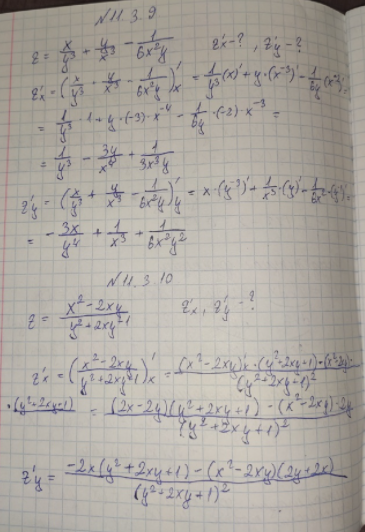 № 11.3.9
z = x/y³ + y/x³ - 1/(6x²y)   z'x - ?, z'y - ?
z'x = (x/y³ + y/x³ - 1/(6x²y))'x = 1/y³ (x)' + y·(x⁻³)' - 1/(6y) (x⁻²)' =
= 1/y³ · 1 + y·(-3)·x⁻⁴ - 1/(6y) ·(-2)·x⁻³ =
= 1/y³ - 3y/x⁴ + 1/(3x³y)
z'y = (x/y³ + y/x³ - 1/(6x²y))'y = x·(y⁻³)' + 1/x³ ·(y)' - 1/(6x²) ·(y⁻¹)' =
= - 3x/y⁴ + 1/x³ + 1/(6x²y²)
№ 11.3.10
z = (x² - 2xy)/(y² + 2xy + 1)   z'x, z'y - ?
z'x = ((x² - 2xy)/(y² + 2xy + 1))'x = ((x² - 2xy)'x · (y² + 2xy + 1) - (x² - 2xy) ·
· (y² + 2xy + 1)')/(y² + 2xy + 1)² = ((2x - 2y)(y² + 2xy + 1) - (x² - 2xy) · 2y)/(y² + 2xy + 1)²
z'y = (-2x(y² + 2xy + 1) - (x² - 2xy)(2y + 2x))/(y² + 2xy + 1)²